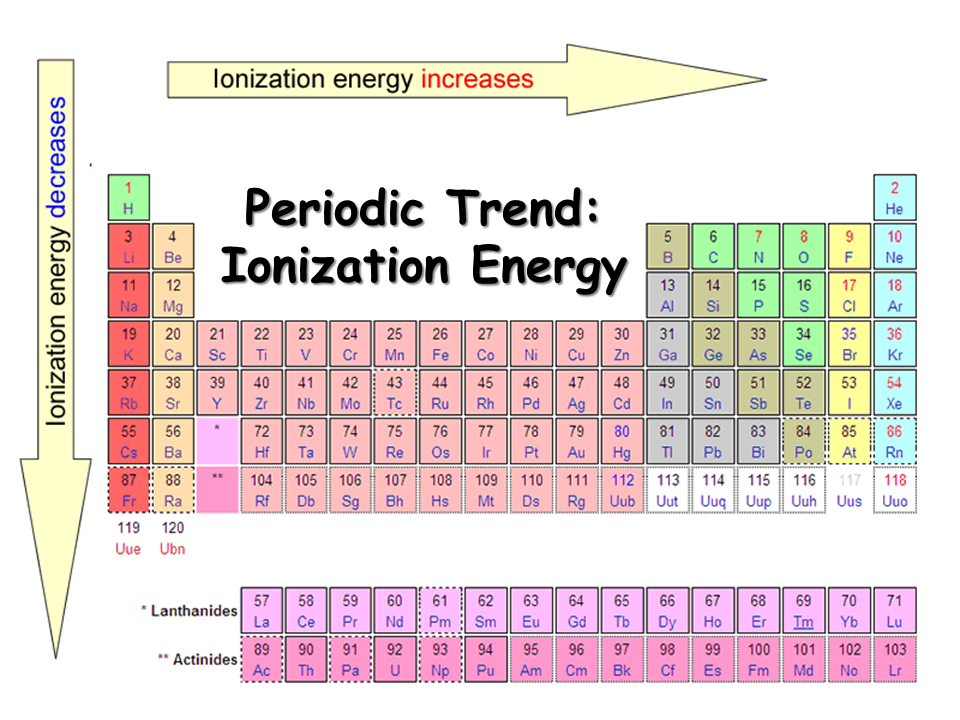 Ionization energy increases
Ionization energy decreases
Periodic Trend:
Ionization Energy
1 2
H He
3 4 5 6 7 8 9 10
Li Be B C N O F Ne
11 12 13 14 15 16 17 18
Na Mg Al Si P S Cl Ar
19 20 21 22 23 24 25 26 27 28 29 30 31 32 33 34 35 36
K Ca Sc Ti V Cr Mn Fe Co Ni Cu Zn Ga Ge As Se Br Kr
37 38 39 40 41 42 43 44 45 46 47 48 49 50 51 52 53 54
Rb Sr Y Zr Nb Mo Tc Ru Rh Pd Ag Cd In Sn Sb Te I Xe
55 56 * 72 73 74 75 76 77 78 79 80 81 82 83 84 85 86
Cs Ba Hf Ta W Re Os Ir Pt Au Hg Tl Pb Bi Po At Rn
87 88 ** 104 105 106 107 108 109 110 111 112 113 114 115 116 117 118
Fr Ra Rf Db Sg Bh Hs Mt Ds Rg Uub Uut Uuq Uup Uuh Uus Uuo
119 120
Uue Ubn
* Lanthanides
57 58 59 60 61 62 63 64 65 66 67 68 69 70 71
La Ce Pr Nd Pm Sm Eu Gd Tb Dy Ho Er Tm Yb Lu
** Actinides
89 90 91 92 93 94 95 96 97 98 99 100 101 102 103
Ac Th Pa U Np Pu Am Cm Bk Cf Es Fm Md No Lr